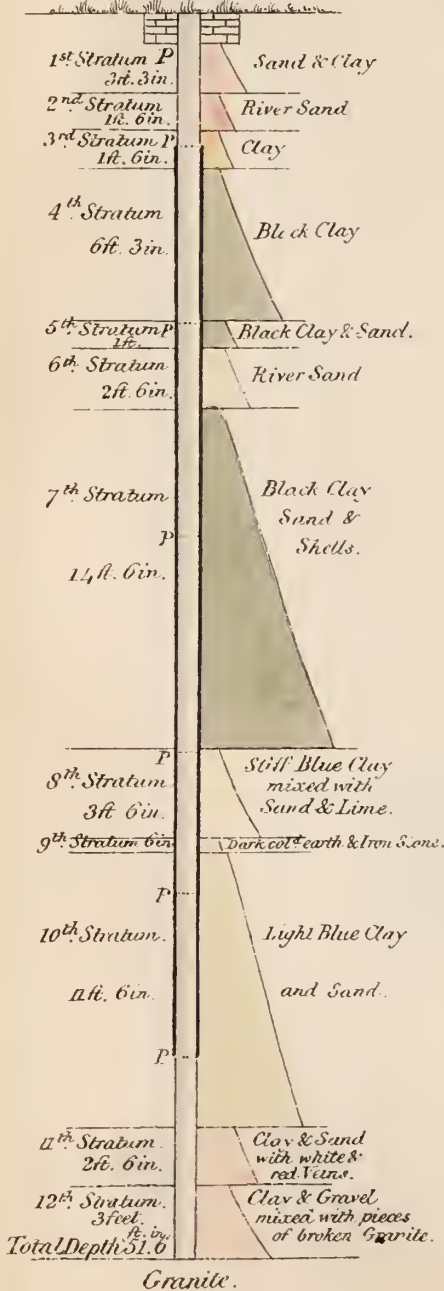 1st Stratum P
3ft. 3in.
Sand & Clay
2nd Stratum
1ft. 6in.
River Sand
3rd Stratum P
1ft. 6in.
Clay
4th Stratum
6ft. 3in.
Black Clay
5th Stratum P
1ft.
Black Clay & Sand.
6th Stratum
2ft. 6in.
River Sand
7th Stratum
P
14ft. 6in.
Black Clay
Sand &
Shells.
P
8th Stratum
3ft 6in.
Stiff Blue Clay
mixed with
Sand & Lime.
9th Stratum 6in
Dark cold earth & Iron Stone.
P
10th Stratum.
11ft. 6in.
Light Blue Clay
and Sand.
P
11th Stratum.
2ft. 6in.
Clay & Sand
with white &
red Veins.
12th Stratum.
3feet.
Clay & Gravel
mixed with pieces
of broken Granite.
ft. in.
Total Depth 51.6
Granite.